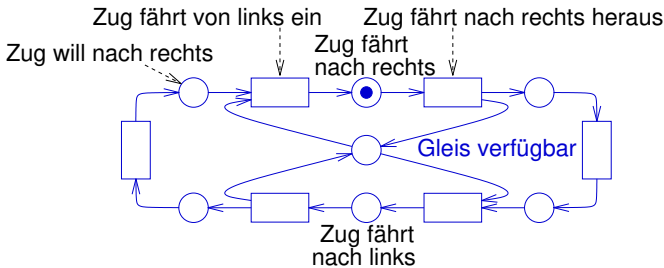 Zug fährt von links ein
Zug fährt nach rechts heraus
Zug will nach rechts
Zug fährt
nach rechts
Gleis verfügbar
Zug fährt
nach links